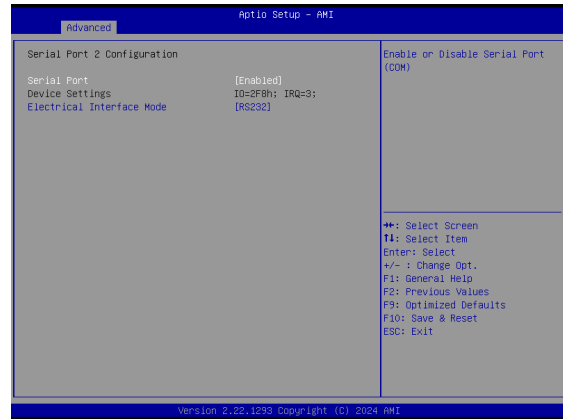 Aptio Setup - AMI
Advanced
Serial Port 2 Configuration
Serial Port [Enabled]
Device Settings IO=2F8h; IRQ=3;
Electrical Interface Mode [RS232]
Enable or Disable Serial Port
(COM)
→←: Select Screen
↑↓: Select Item
Enter: Select
+/- : Change Opt.
F1: General Help
F2: Previous Values
F9: Optimized Defaults
F10: Save & Reset
ESC: Exit
Version 2.22.1293 Copyright (C) 2024 AMI